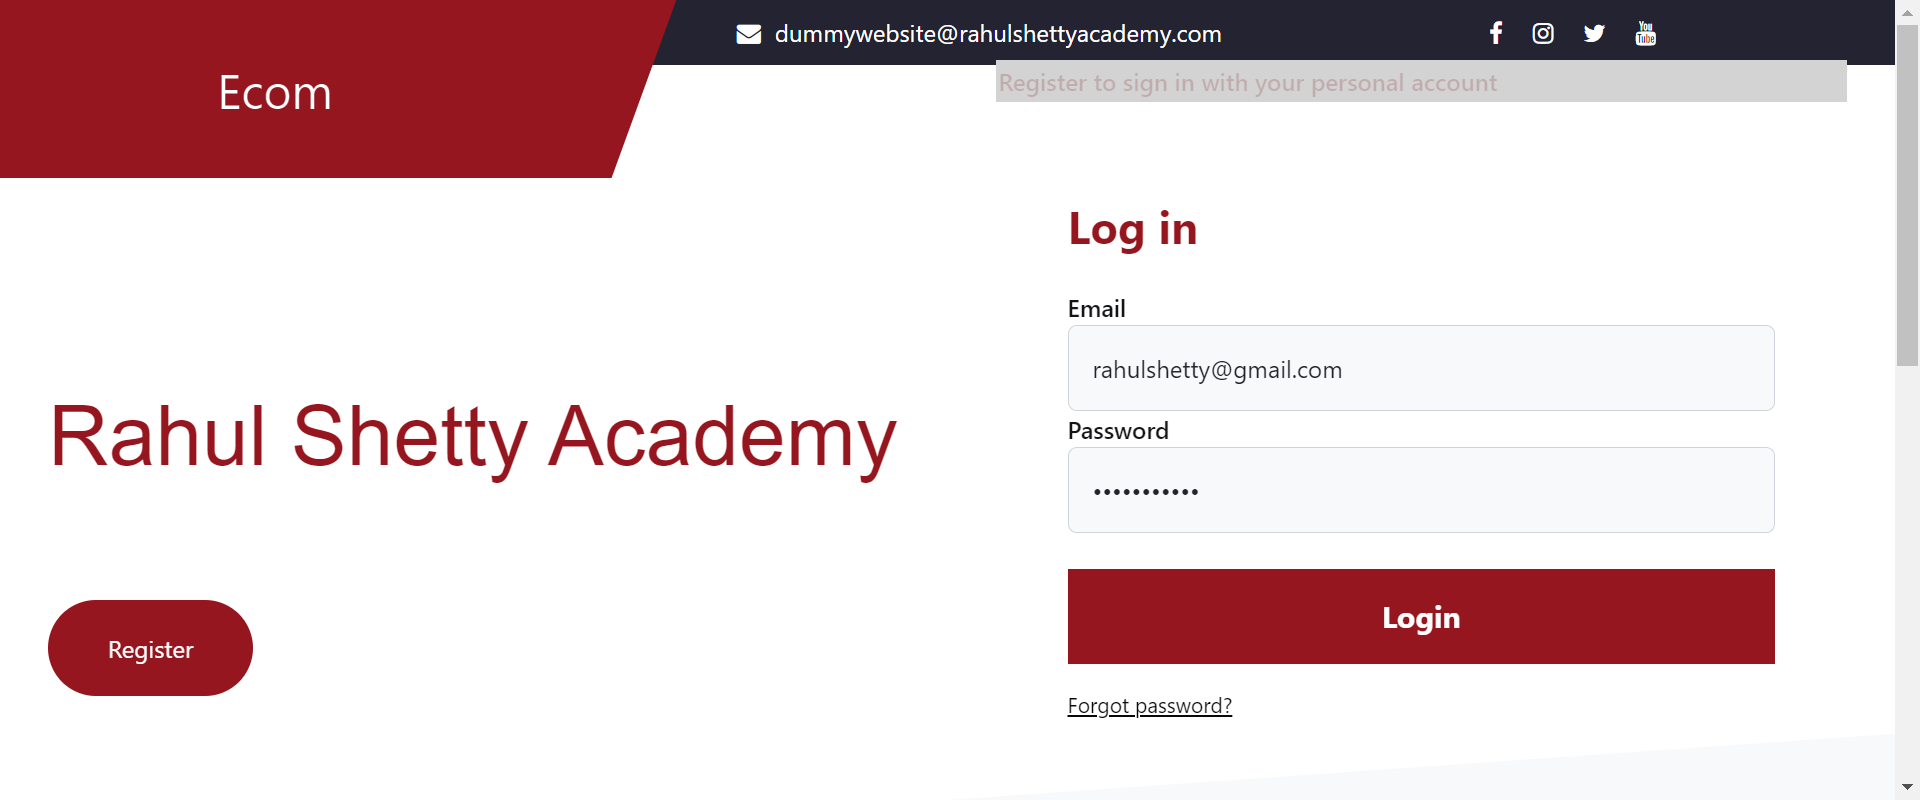 dummywebsite@rahulshettyacademy.com
You
Tube
Ecom
Register to sign in with your personal account
Log in
Email
rahulshetty@gmail.com
Rahul Shetty Academy
Password
•••••••••••
Login
Register
Forgot password?